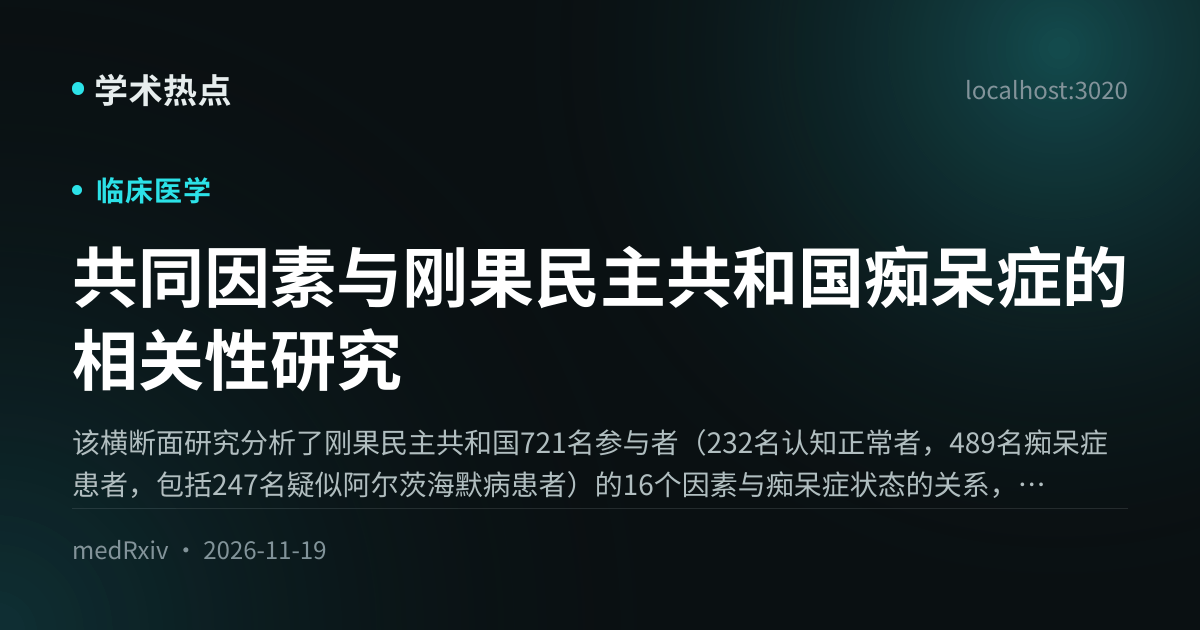 学术热点
localhost:3020
临床医学
共同因素与刚果民主共和国痴呆症的
相关性研究
该横断面研究分析了刚果民主共和国721名参与者（232名认知正常者，489名痴呆症
患者，包括247名疑似阿尔茨海默病患者）的16个因素与痴呆症状态的关系，…
medRxiv • 2026-11-19